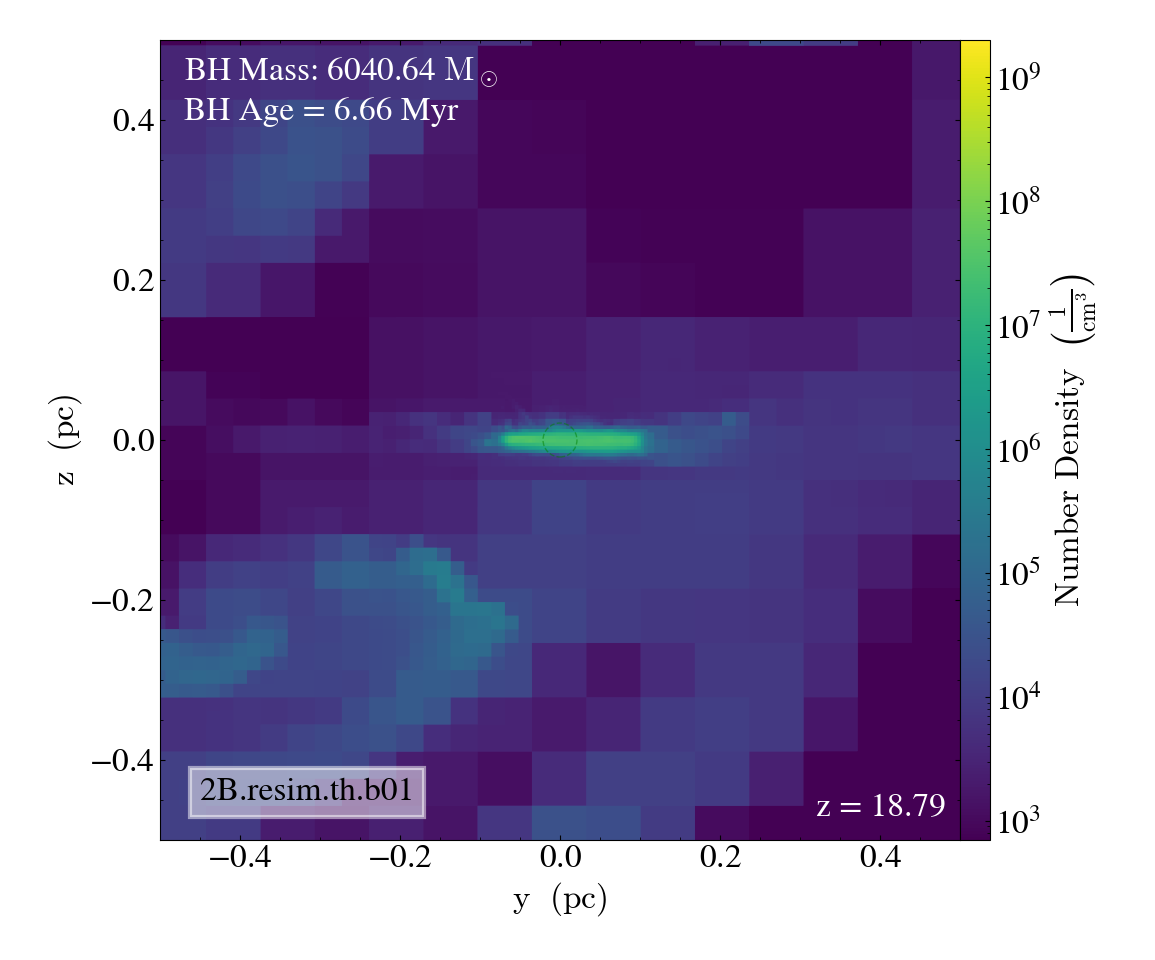 BH Mass: 6040.64 M⊙
BH Age = 6.66 Myr
0.4
0.2
0.0
−0.2
−0.4
z (pc)
2B.resim.th.b01
z = 18.79
−0.4 −0.2 0.0 0.2 0.4
y (pc)
10⁹
10⁸
10⁷
10⁶
10⁵
10⁴
10³
Number Density (1/cm³)